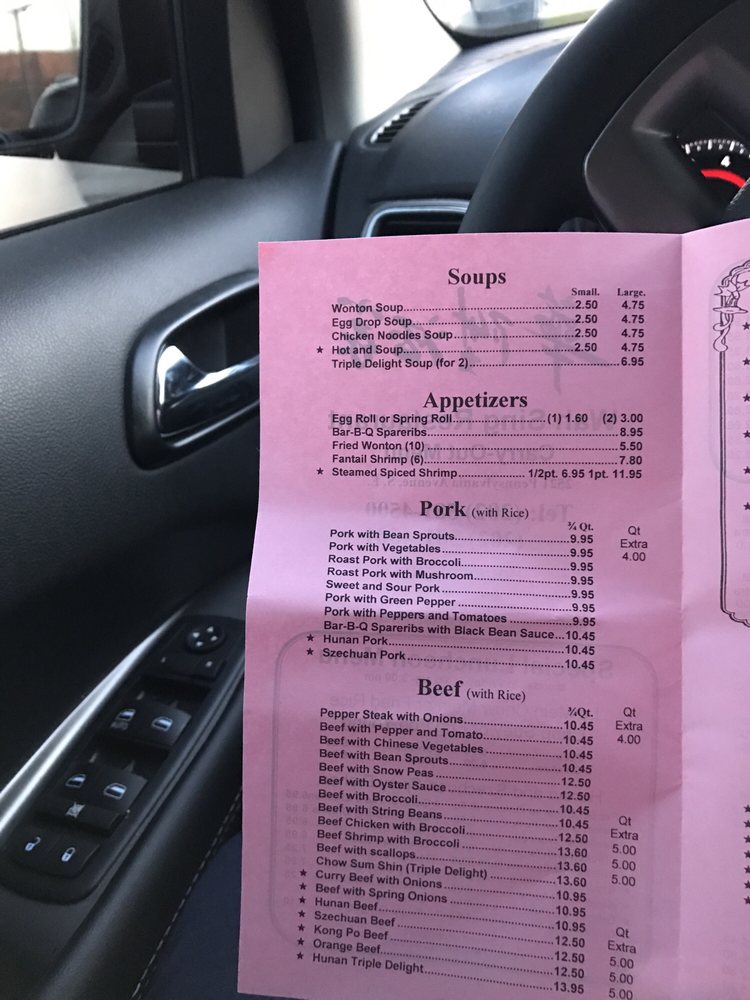 Soups
Small. Large.
Wonton Soup..............................2.50 4.75
Egg Drop Soup..............................2.50 4.75
Chicken Noodles Soup..............................2.50 4.75
★ Hot and Soup..............................2.50 4.75
Triple Delight Soup (for 2)..............................6.95
Appetizers
Egg Roll or Spring Roll..............................(1) 1.60 (2) 3.00
Bar-B-Q Spareribs..............................8.95
Fried Wonton (10)..............................5.50
Fantail Shrimp (6)..............................7.80
★ Steamed Spiced Shrimp..............................1/2pt. 6.95 1pt. 11.95
Pork (with Rice)
¾ Qt. Qt
Extra
4.00
Pork with Bean Sprouts..............................9.95
Pork with Vegetables..............................9.95
Roast Pork with Broccoli..............................9.95
Roast Pork with Mushroom..............................9.95
Sweet and Sour Pork..............................9.95
Pork with Green Pepper..............................9.95
Pork with Peppers and Tomatoes..............................9.95
Bar-B-Q Spareribs with Black Bean Sauce...10.45
★ Hunan Pork..............................10.45
★ Szechuan Pork..............................10.45
Beef (with Rice)
¾Qt. Qt
Extra
4.00
Pepper Steak with Onions..............................10.45
Beef with Pepper and Tomato..............................10.45
Beef with Chinese Vegetables..............................10.45
Beef with Bean Sprouts..............................10.45
Beef with Snow Peas..............................12.50
Beef with Oyster Sauce..............................12.50
Beef with Broccoli..............................10.45
Beef with String Beans..............................10.45
Qt
Extra
Beef Chicken with Broccoli..............................12.50 5.00
Beef Shrimp with Broccoli..............................13.60 5.00
Beef with scallops..............................13.60 5.00
Chow Sum Shin (Triple Delight)..............................13.60
★ Curry Beef with Onions..............................10.95
★ Beef with Spring Onions..............................10.95
★ Hunan Beef..............................10.95
Qt
Extra
★ Szechuan Beef..............................12.50 5.00
★ Kong Po Beef..............................12.50 5.00
★ Orange Beef..............................12.50 5.00
★ Hunan Triple Delight..............................13.95
4